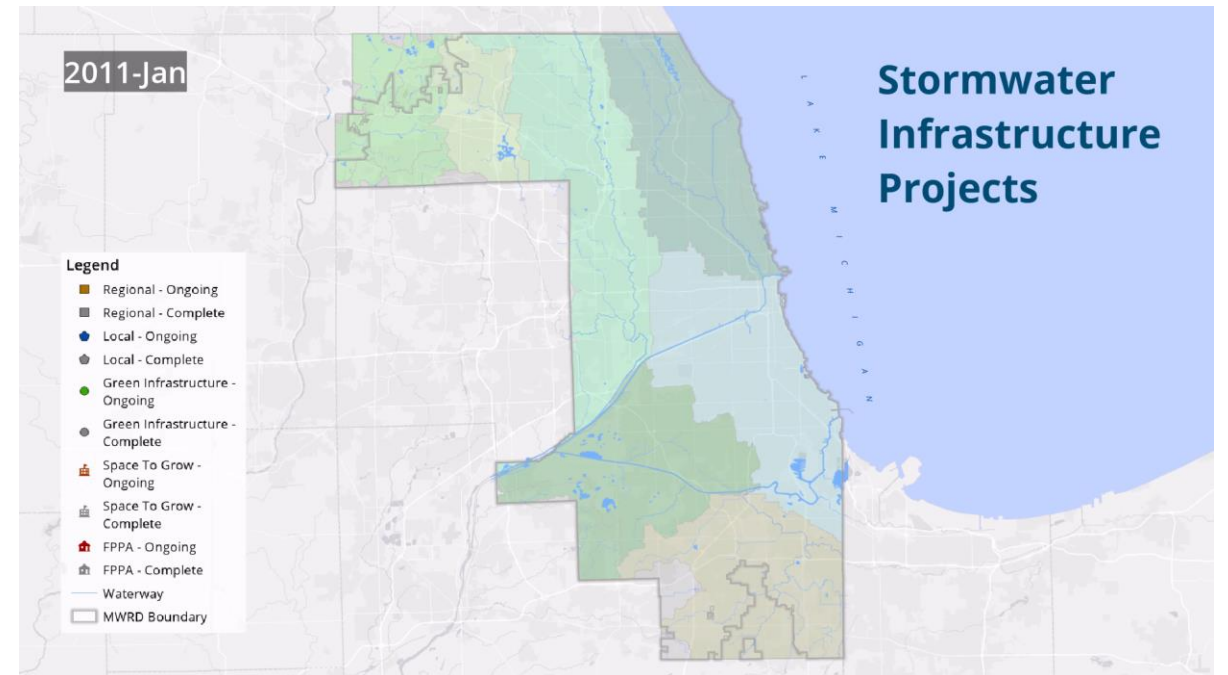 2011-Jan
Stormwater
Infrastructure
Projects
LAKE MICHIGAN
Legend
Regional - Ongoing
Regional - Complete
Local - Ongoing
Local - Complete
Green Infrastructure -
Ongoing
Green Infrastructure -
Complete
Space To Grow -
Ongoing
Space To Grow -
Complete
FPPA - Ongoing
FPPA - Complete
Waterway
MWRD Boundary